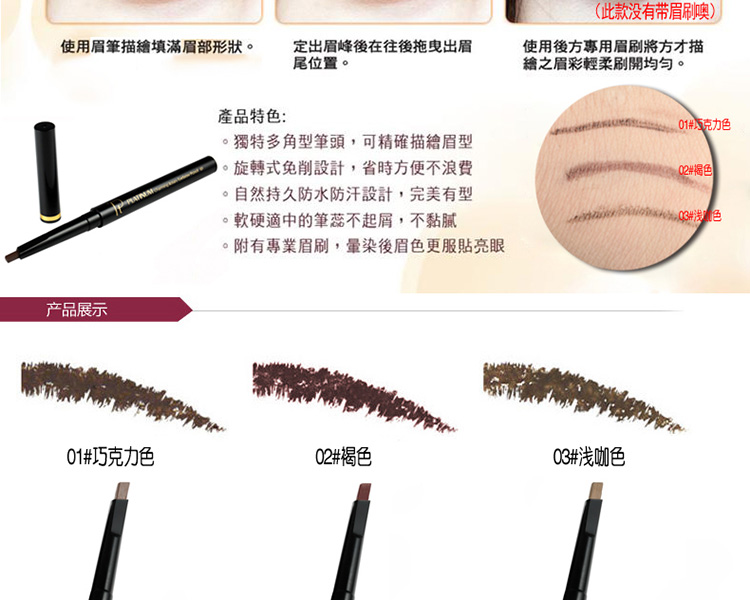 (此款没有带眉刷噢)
使用眉筆描繪填滿眉部形狀。
定出眉峰後在往後拖曳出眉
尾位置。
使用後方專用眉刷將方才描
繪之眉彩輕柔刷開均勻。
產品特色:
。獨特多角型筆頭，可精確描繪眉型
。旋轉式免削設計，省時方便不浪費
。自然持久防水防汗設計，完美有型
。軟硬適中的筆蕊不起屑，不黏膩
。附有專業眉刷，暈染後眉色更服貼亮眼
PLATINUM
01#巧克力色
02#褐色
03#浅咖色
产品展示
01#巧克力色
02#褐色
03#浅咖色